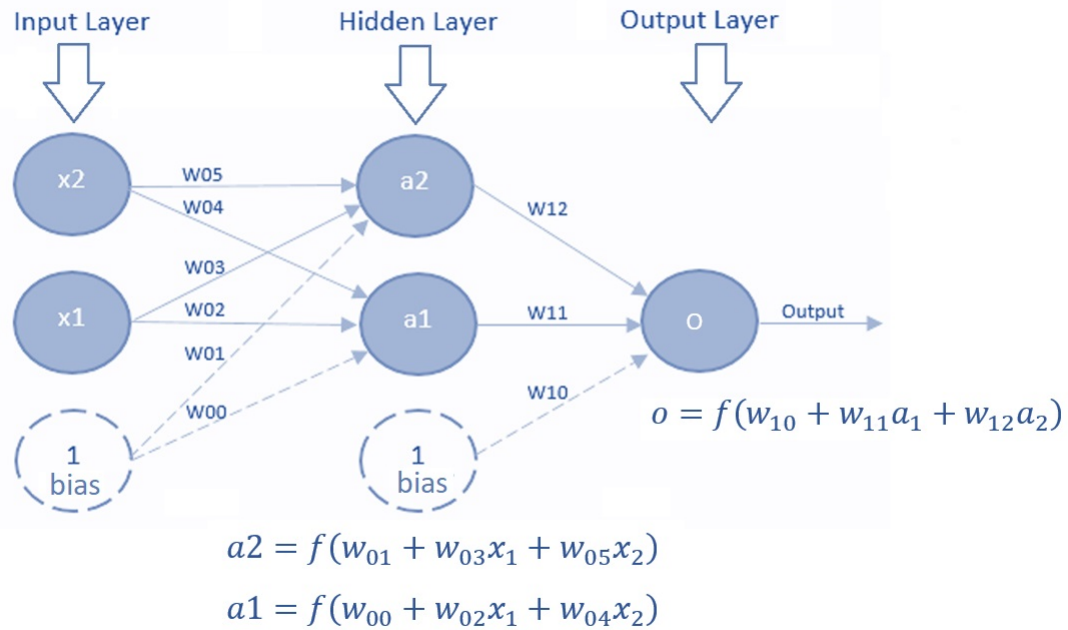 Input Layer
Hidden Layer
Output Layer
x2
W05
W04
a2
W12
W03
x1
W02
a1
W11
O
Output
W01
W00
W10
1
bias
1
bias
o = f(w₁₀ + w₁₁a₁ + w₁₂a₂)
a2 = f(w₀₁ + w₀₃x₁ + w₀₅x₂)
a1 = f(w₀₀ + w₀₂x₁ + w₀₄x₂)